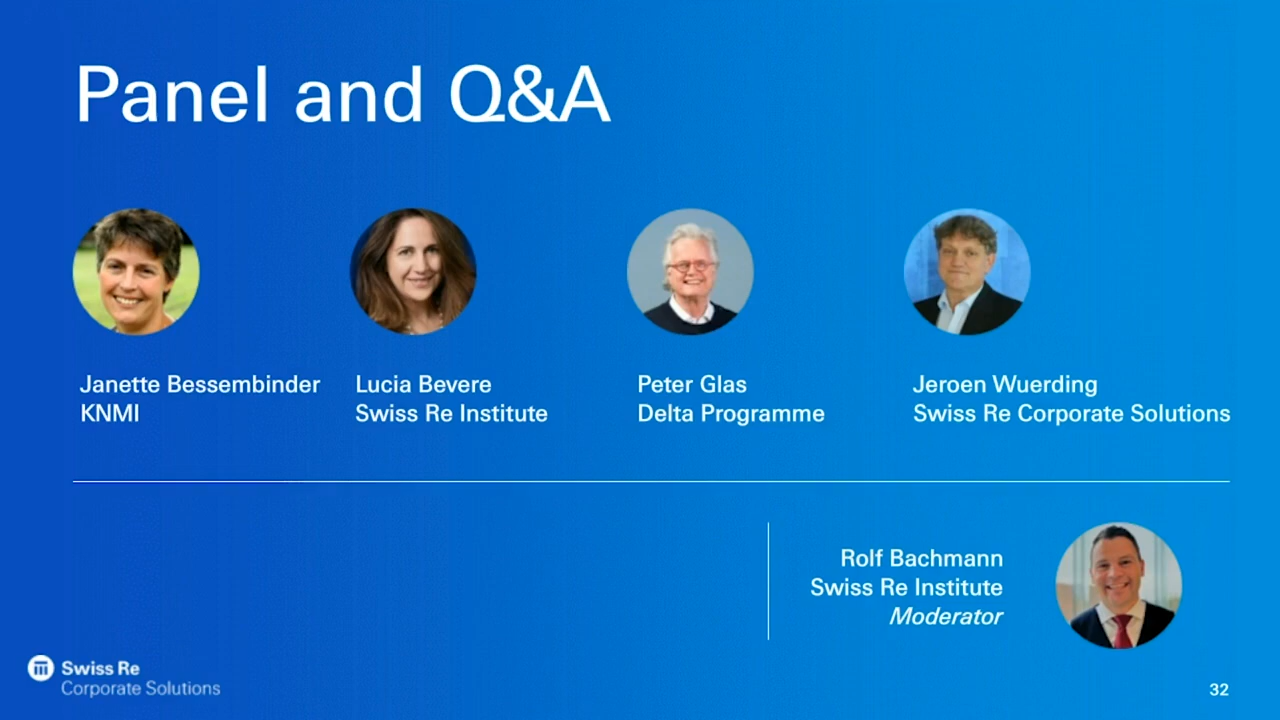 Panel and Q&A
Janette Bessembinder
KNMI
Lucia Bevere
Swiss Re Institute
Peter Glas
Delta Programme
Jeroen Wuerding
Swiss Re Corporate Solutions
Rolf Bachmann
Swiss Re Institute
Moderator
Swiss Re
Corporate Solutions
32